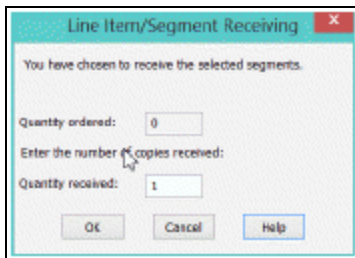 Line Item/Segment Receiving
You have chosen to receive the selected segments.
Quantity ordered: 0
Enter the number of copies received:
Quantity received: 1
OK Cancel Help